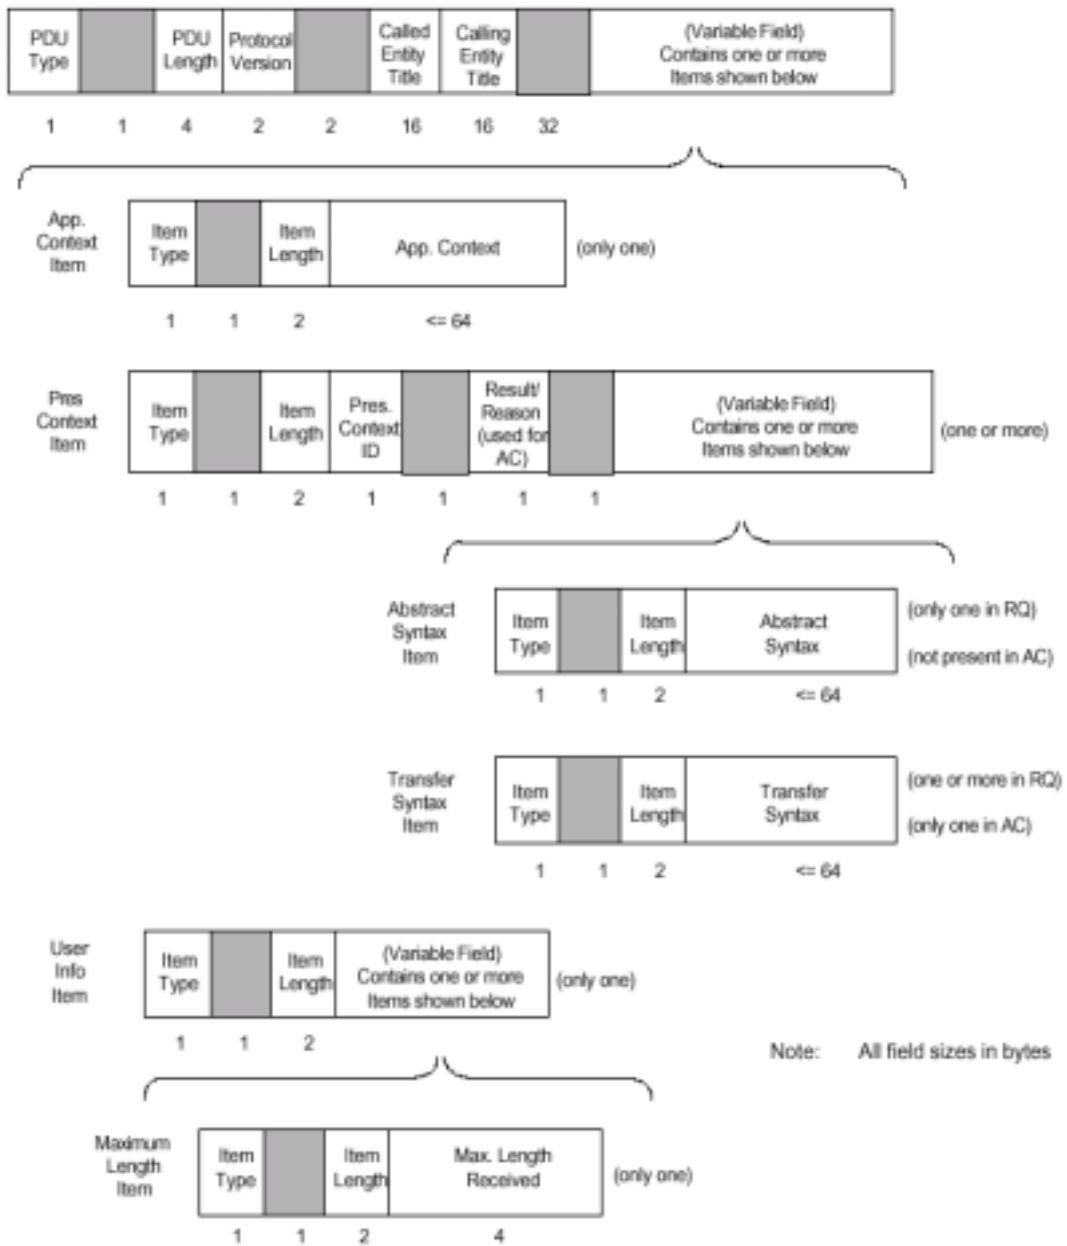 PDU Type
PDU Length
Protocol Version
Called Entity Title
Calling Entity Title
(Variable Field)
Contains one or more
Items shown below
1 1 4 2 2 16 16 32
App. Context Item
Item Type
Item Length
App. Context
(only one)
1 1 2 <= 64
Pres Context Item
Item Type
Item Length
Pres. Context ID
Result/ Reason (used for AC)
(Variable Field)
Contains one or more
Items shown below
(one or more)
1 1 2 1 1 1 1
Abstract Syntax Item
Item Type
Item Length
Abstract Syntax
(only one in RQ)
(not present in AC)
1 1 2 <= 64
Transfer Syntax Item
Item Type
Item Length
Transfer Syntax
(one or more in RQ)
(only one in AC)
1 1 2 <= 64
User Info Item
Item Type
Item Length
(Variable Field)
Contains one or more
Items shown below
(only one)
1 1 2
Note: All field sizes in bytes
Maximum Length Item
Item Type
Item Length
Max. Length Received
(only one)
1 1 2 4